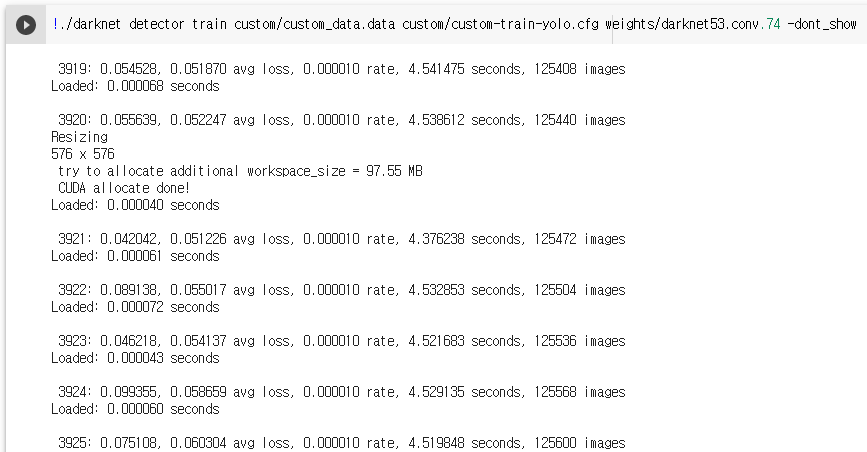 !./darknet detector train custom/custom_data.data custom/custom-train-yolo.cfg weights/darknet53.conv.74 -dont_show
3919: 0.054528, 0.051870 avg loss, 0.000010 rate, 4.541475 seconds, 125408 images
Loaded: 0.000068 seconds
3920: 0.055639, 0.052247 avg loss, 0.000010 rate, 4.538612 seconds, 125440 images
Resizing
576 x 576
try to allocate additional workspace_size = 97.55 MB
CUDA allocate done!
Loaded: 0.000040 seconds
3921: 0.042042, 0.051226 avg loss, 0.000010 rate, 4.376238 seconds, 125472 images
Loaded: 0.000061 seconds
3922: 0.089138, 0.055017 avg loss, 0.000010 rate, 4.532853 seconds, 125504 images
Loaded: 0.000072 seconds
3923: 0.046218, 0.054137 avg loss, 0.000010 rate, 4.521683 seconds, 125536 images
Loaded: 0.000043 seconds
3924: 0.099355, 0.058659 avg loss, 0.000010 rate, 4.529135 seconds, 125568 images
Loaded: 0.000060 seconds
3925: 0.075108, 0.060304 avg loss, 0.000010 rate, 4.519848 seconds, 125600 images